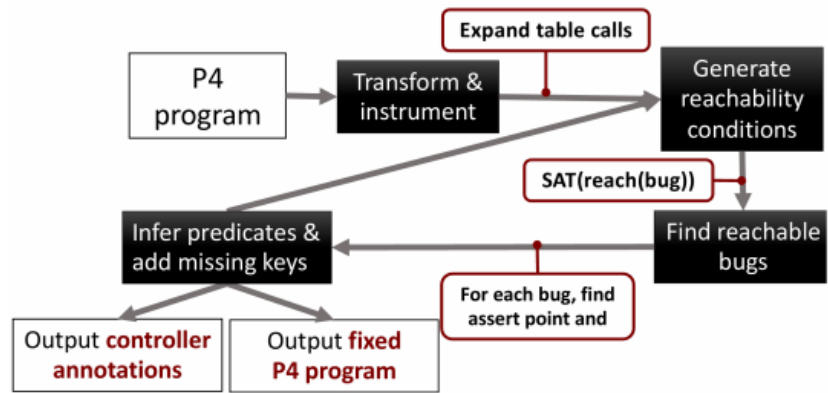 Expand table calls
P4
program
Transform &
instrument
Generate
reachability
conditions
SAT(reach(bug))
Infer predicates &
add missing keys
Find reachable
bugs
For each bug, find
assert point and
Output controller
annotations
Output fixed
P4 program